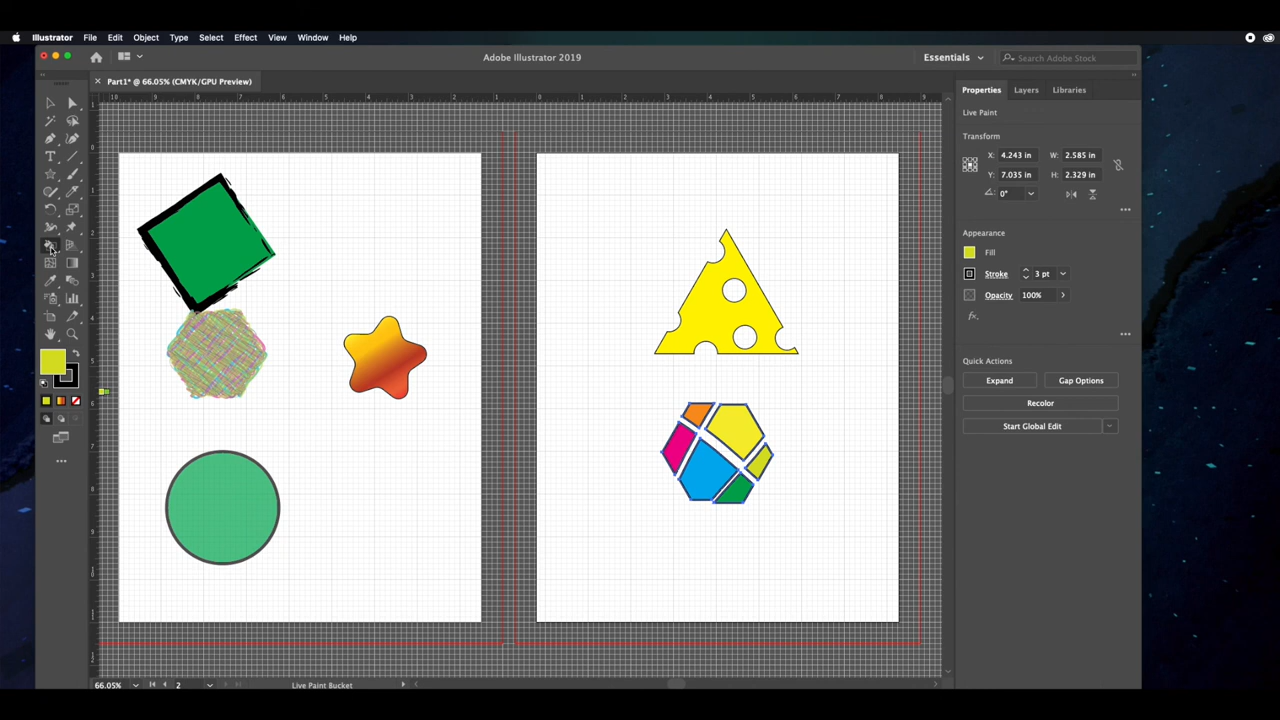 Illustrator File Edit Object Type Select Effect View Window Help
Adobe Illustrator 2019
Essentials
Search Adobe Stock
× Part1* @ 66.05% (CMYK/GPU Preview)
Properties Layers Libraries
Live Paint
Transform
X: 4.243 in W: 2.585 in
Y: 7.035 in H: 2.329 in
0°
Appearance
Fill
Stroke 3 pt
Opacity 100%
fx.
Quick Actions
Expand Gap Options
Recolor
Start Global Edit
66.05% 2 Live Paint Bucket